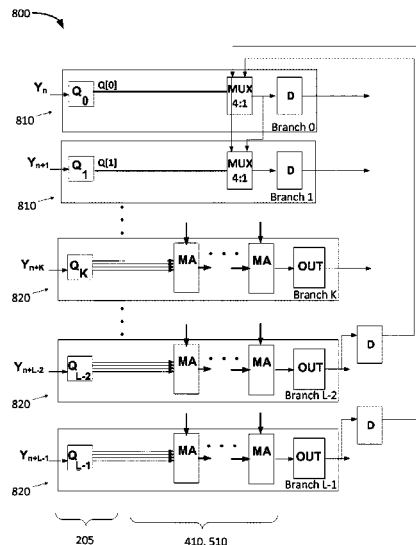 800
Yn
Q0
Q[0]
MUX
4:1
D
810
Branch 0
Yn+1
Q1
Q[1]
MUX
4:1
D
810
Branch 1
Yn+K
QK
MA
MA
OUT
820
Branch K
Yn+L-2
QL-2
MA
MA
OUT
D
820
Branch L-2
Yn+L-1
QL-1
MA
MA
OUT
D
820
Branch L-1
205
410, 510